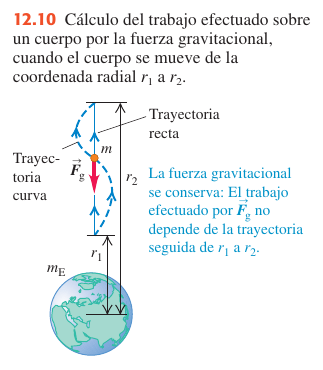 12.10 Cálculo del trabajo efectuado sobre
un cuerpo por la fuerza gravitacional,
cuando el cuerpo se mueve de la
coordenada radial r₁ a r₂.
Trayectoria
recta
m
Trayec-
toria
curva
F⃗g
r₂
La fuerza gravitacional
se conserva: El trabajo
efectuado por F⃗g no
depende de la trayectoria
seguida de r₁ a r₂.
r₁
mE